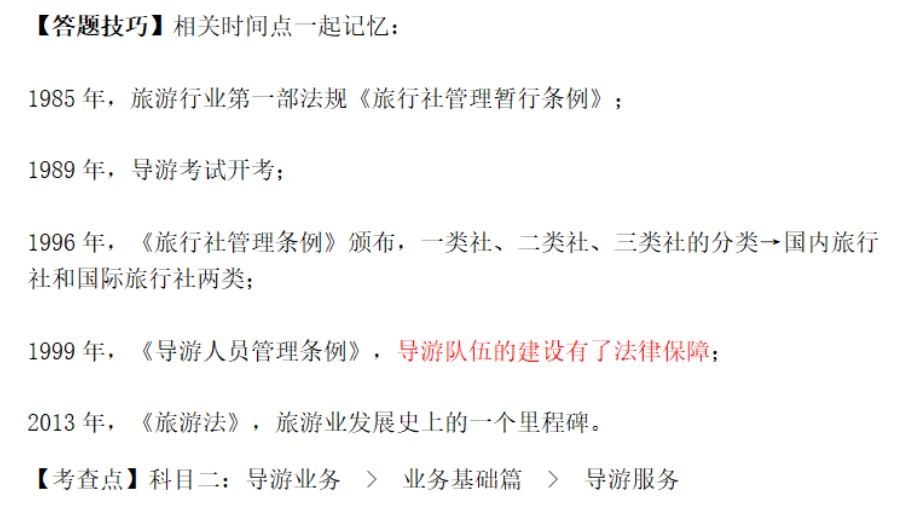 【答题技巧】相关时间点一起记忆：
1985 年，旅游行业第一部法规《旅行社管理暂行条例》；
1989 年，导游考试开考；
1996 年，《旅行社管理条例》颁布，一类社、二类社、三类社的分类→国内旅行
社和国际旅行社两类；
1999 年，《导游人员管理条例》，导游队伍的建设有了法律保障；
2013 年，《旅游法》，旅游业发展史上的一个里程碑。
【考查点】科目二：导游业务 > 业务基础篇 > 导游服务